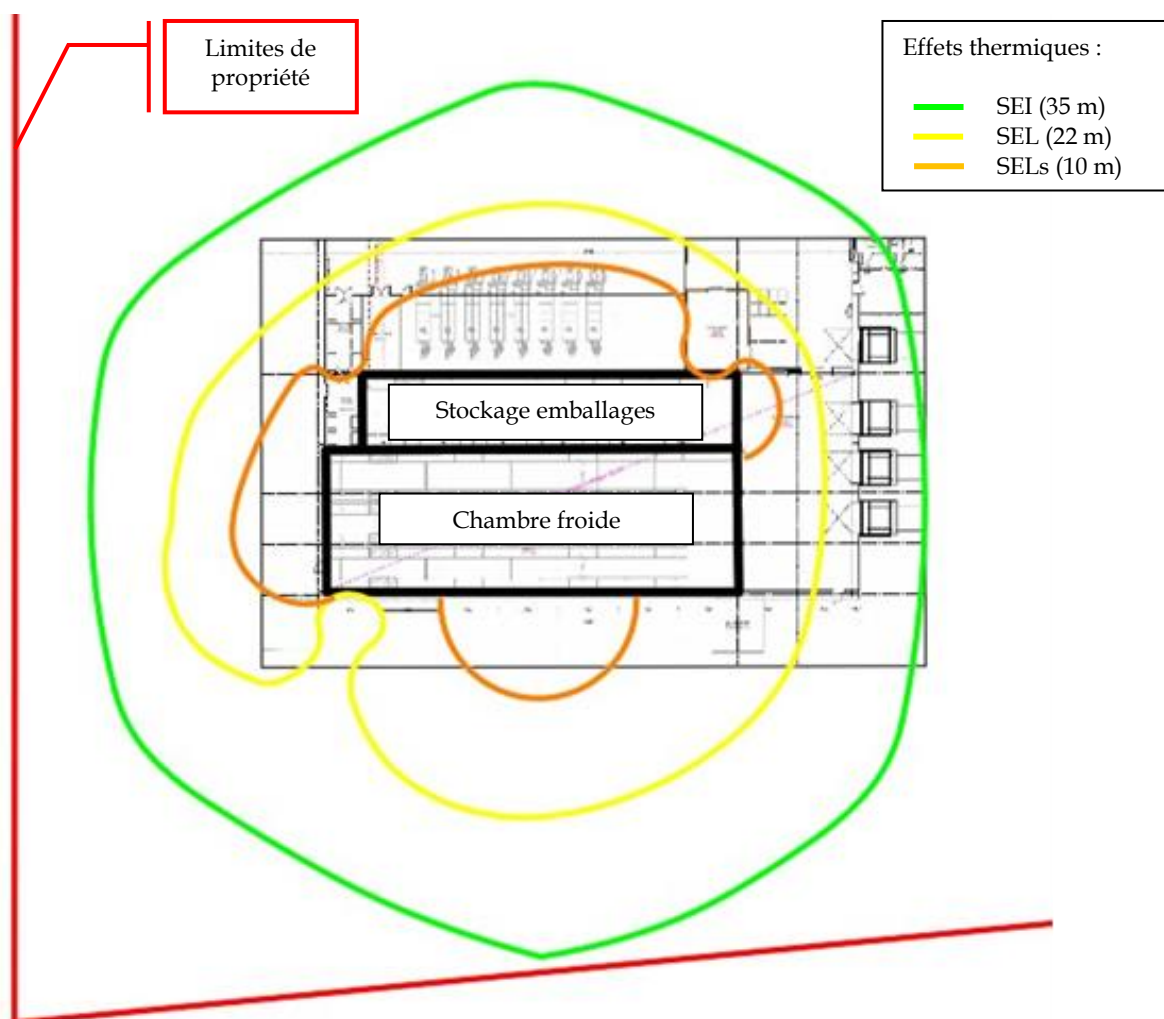 Limites de
propriété
Effets thermiques :
SEI (35 m)
SEL (22 m)
SELs (10 m)
Stockage emballages
Chambre froide